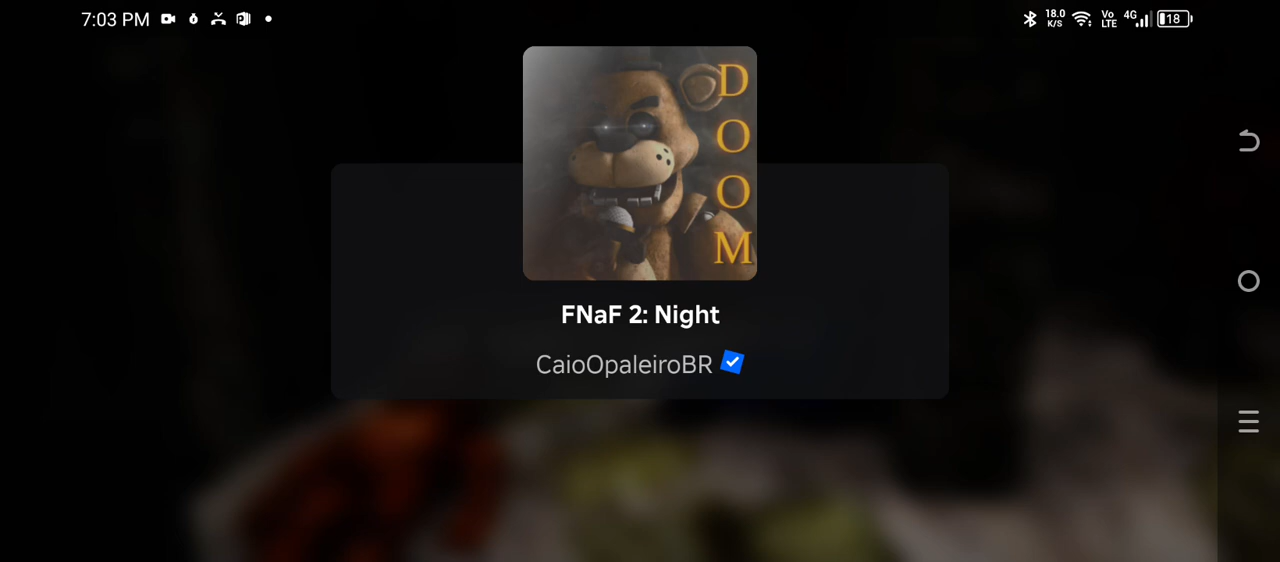 7:03 PM 18.0 K/S Vo LTE 4G 18
D
O
O
M
FNaF 2: Night
CaioOpaleiroBR